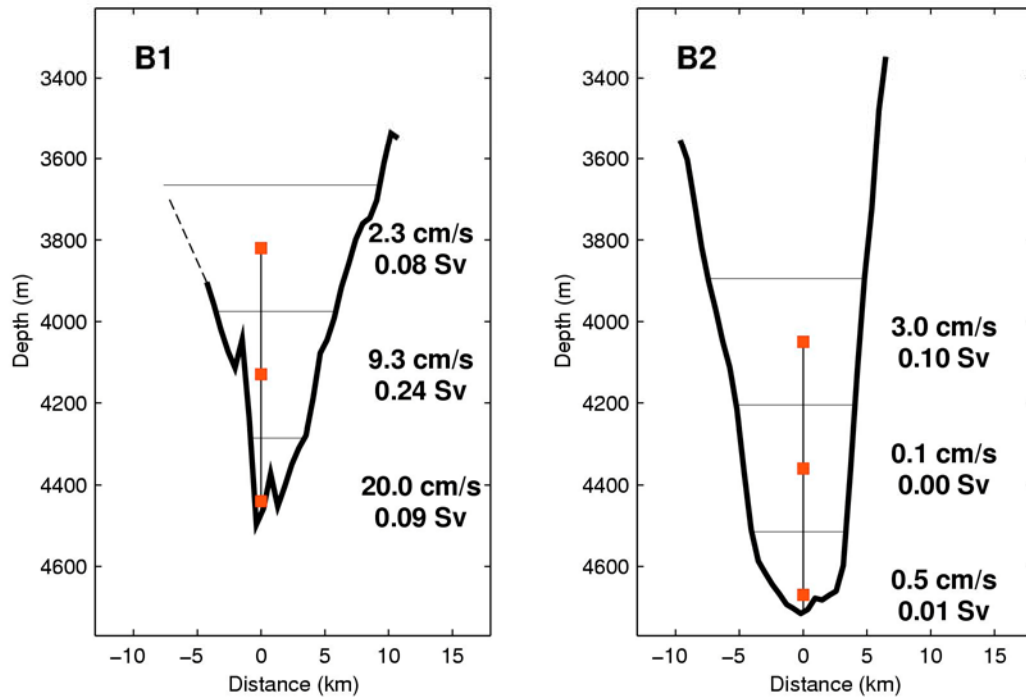 B1
3400
3600
3800
4000
4200
4400
4600
Depth (m)
2.3 cm/s
0.08 Sv
9.3 cm/s
0.24 Sv
20.0 cm/s
0.09 Sv
−10 −5 0 5 10 15
Distance (km)
B2
3400
3600
3800
4000
4200
4400
4600
Depth (m)
3.0 cm/s
0.10 Sv
0.1 cm/s
0.00 Sv
0.5 cm/s
0.01 Sv
−10 −5 0 5 10 15
Distance (km)